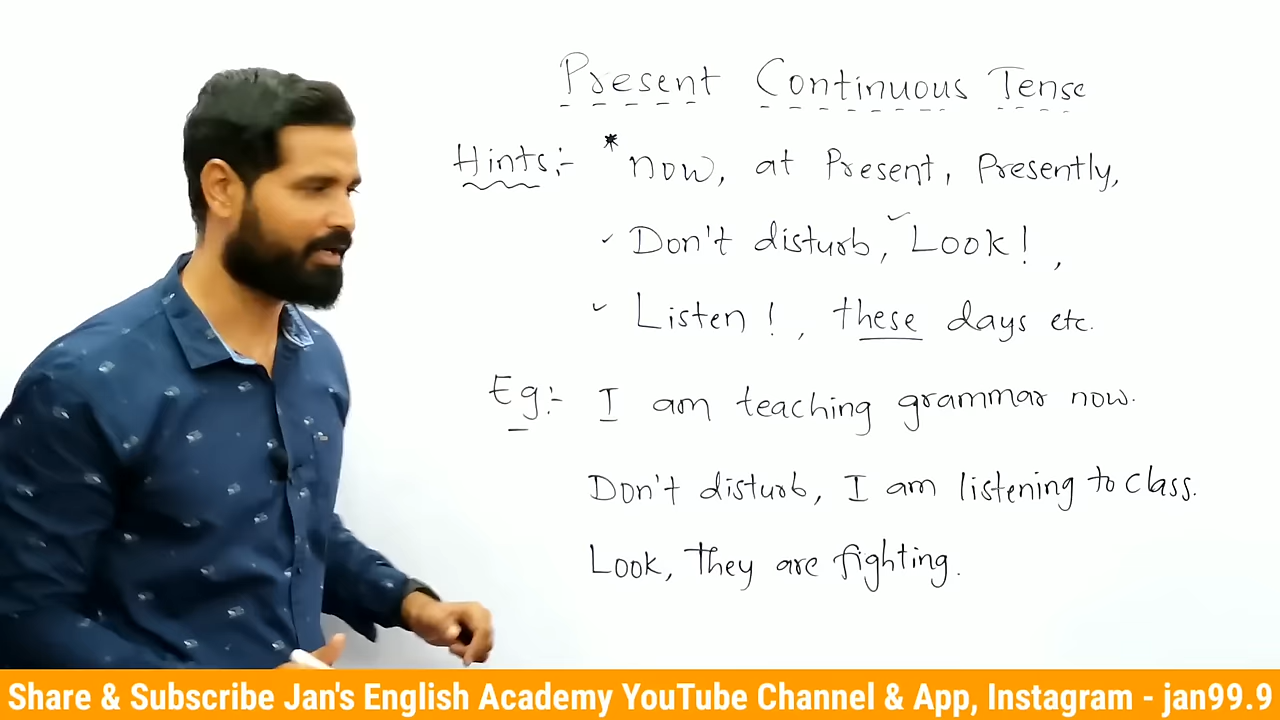 Present Continuous Tense
Hints:- * now, at Present, Presently,
✓ Don't disturb, ✓ Look! ,
✓ Listen! , these days etc.
Eg:- I am teaching grammar now.
Don't disturb, I am listening to class.
Look, They are fighting.
Share & Subscribe Jan's English Academy YouTube Channel & App, Instagram - jan99.9